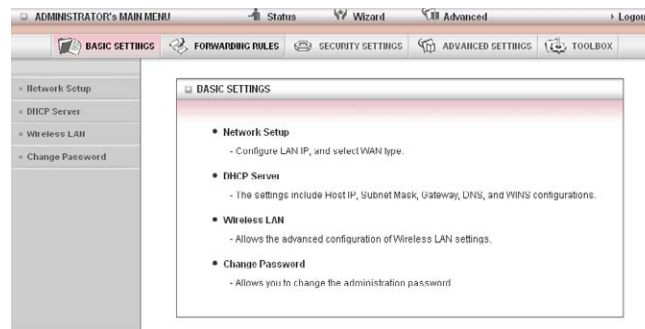 ADMINISTRATOR's MAIN MENU Status Wizard Advanced Logou
BASIC SETTINGS FORWARDING RULES SECURITY SETTINGS ADVANCED SETTINGS TOOLBOX
Network Setup
DHCP Server
Wireless LAN
Change Password
BASIC SETTINGS
Network Setup
- Configure LAN IP, and select WAN type.
DHCP Server
- The settings include Host IP, Subnet Mask, Gateway, DNS, and WINS configurations.
Wireless LAN
- Allows the advanced configuration of Wireless LAN settings.
Change Password
- Allows you to change the administration password